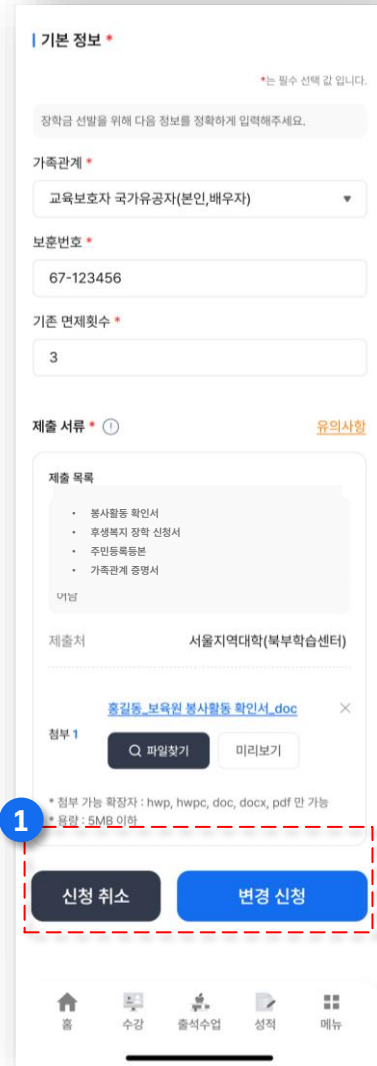 기본 정보 *
*는 필수 선택 값 입니다.
장학금 선발을 위해 다음 정보를 정확하게 입력해주세요.
가족관계 *
교육보호자 국가유공자(본인,배우자)
보훈번호 *
67-123456
기존 면제횟수 *
3
제출 서류 * 유의사항
제출 목록
• 봉사활동 확인서
• 후생복지 장학 신청서
• 주민등록등본
• 가족관계 증명서
제출처 서울지역대학(북부학습센터)
홍길동_보육원 봉사활동 확인서_doc
첨부 1
파일찾기 미리보기
* 첨부 가능 확장자 : hwp, hwpc, doc, docx, pdf 만 가능
* 용량 : 5MB 이하
1
신청 취소 변경 신청
홈 수강 출석수업 성적 메뉴